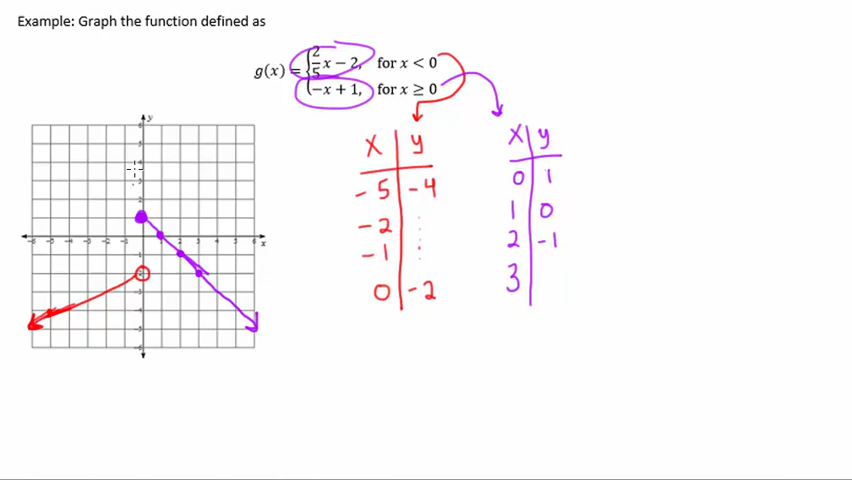 Example: Graph the function defined as
g(x) = { 2/5 x − 2, for x < 0
−x + 1, for x ≥ 0
y
x
x y
-5 -4
-2 ⋮
-1 ⋮
0 -2
x y
0 1
1 0
2 -1
3